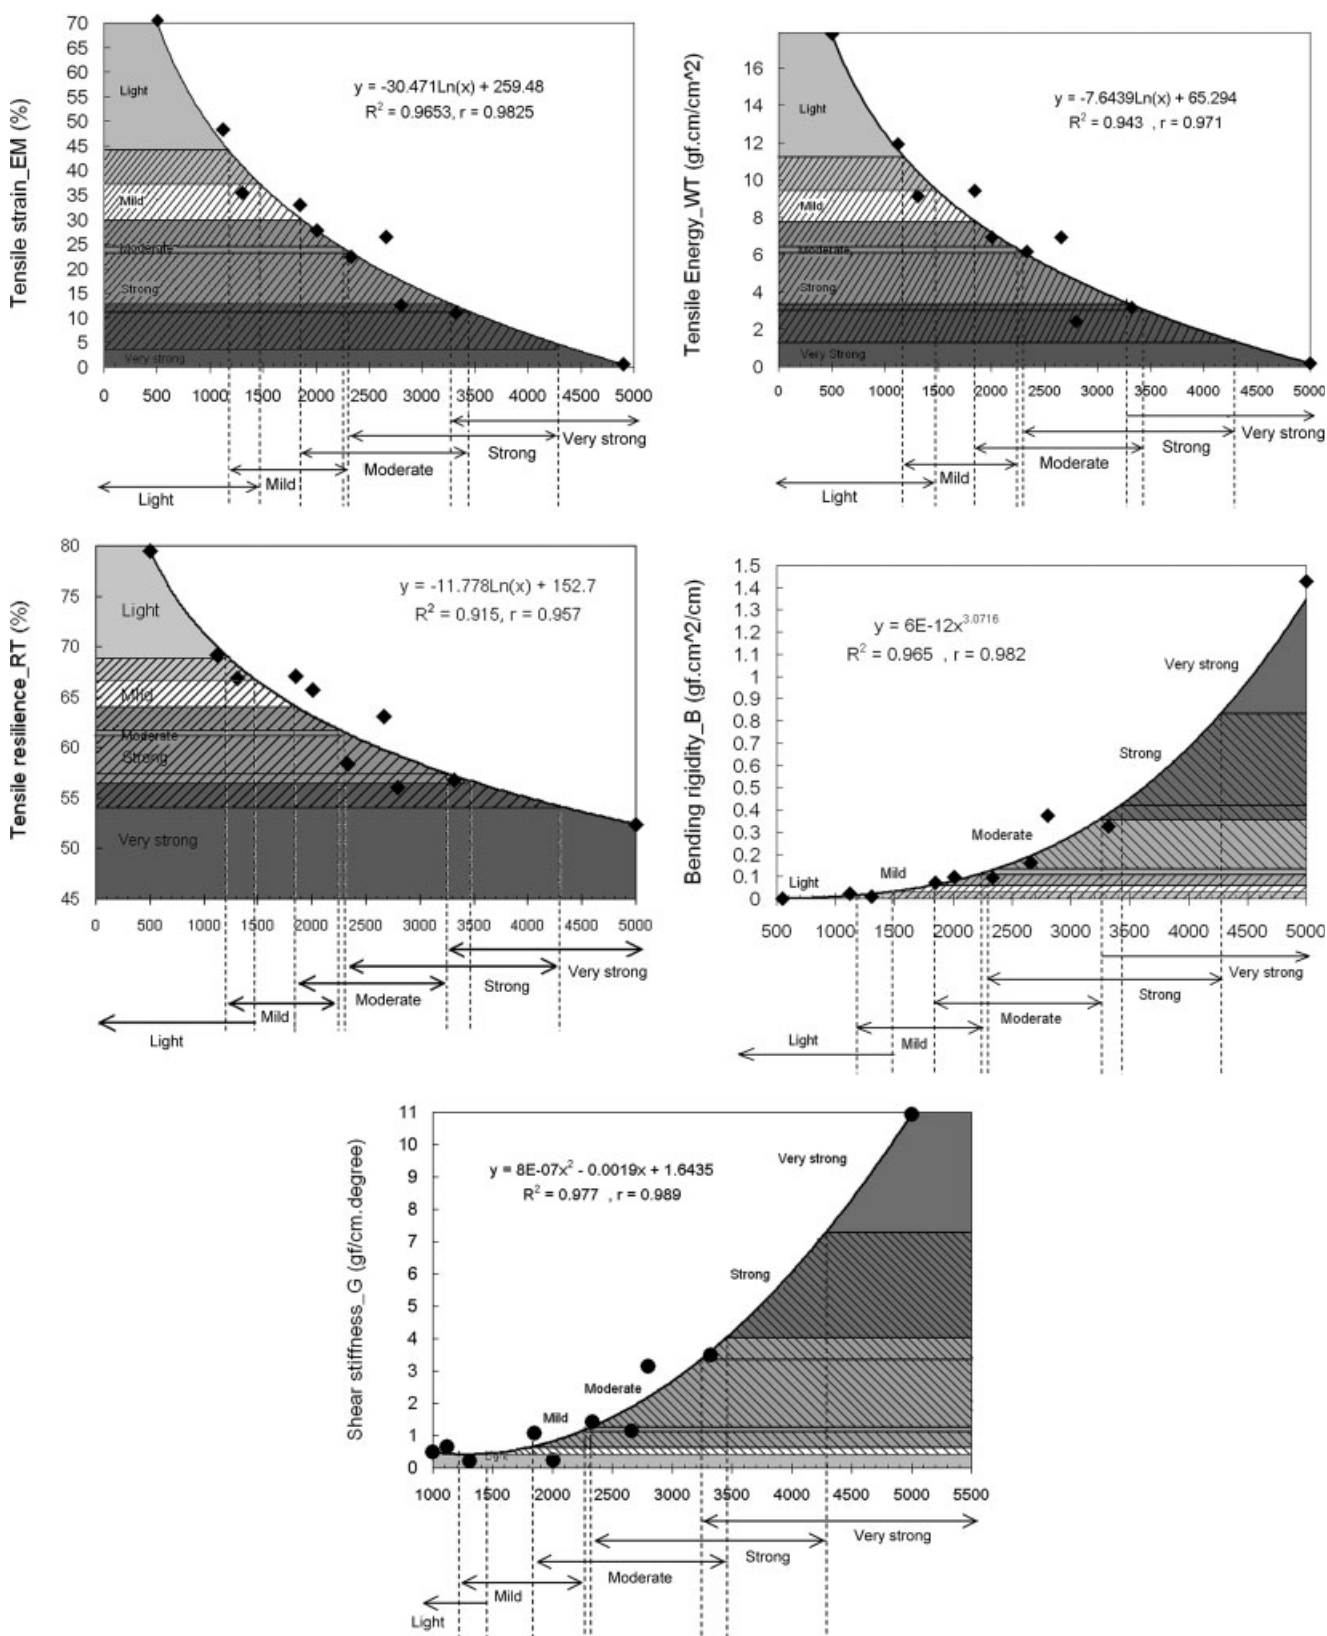 Tensile strain_EM (%)
70
65
60
55
50
45
40
35
30
25
20
15
10
5
0
y = -30.471Ln(x) + 259.48
R² = 0.9653, r = 0.9825
Light
Mild
Moderate
Strong
Very strong
0 500 1000 1500 2000 2500 3000 3500 4000 4500 5000
Very strong
Strong
Moderate
Mild
Light
Tensile Energy_WT (gf.cm/cm^2)
18
16
14
12
10
8
6
4
2
0
y = -7.6439Ln(x) + 65.294
R² = 0.943 , r = 0.971
Light
Mild
Moderate
Strong
Very Strong
0 500 1000 1500 2000 2500 3000 3500 4000 4500 5000
Very strong
Strong
Moderate
Mild
Light
Tensile resilience_RT (%)
80
75
70
65
60
55
50
45
y = -11.778Ln(x) + 152.7
R² = 0.915, r = 0.957
Light
MIld
Moderate
Strong
Very strong
0 500 1000 1500 2000 2500 3000 3500 4000 4500 5000
Very strong
Strong
Moderate
Mild
Light
Bending rigidity_B (gf.cm^2/cm)
1.5
1.4
1.3
1.2
1.1
1
0.9
0.8
0.7
0.6
0.5
0.4
0.3
0.2
0.1
0
y = 6E-12x^3.0716
R² = 0.965 , r = 0.982
Very strong
Strong
Moderate
Mild
Light
500 1000 1500 2000 2500 3000 3500 4000 4500 5000
Very strong
Strong
Moderate
Mild
Light
Shear stiffness_G (gf/cm.degree)
11
10
9
8
7
6
5
4
3
2
1
0
y = 8E-07x² - 0.0019x + 1.6435
R² = 0.977 , r = 0.989
Very strong
Strong
Moderate
Mild
Light
1000 1500 2000 2500 3000 3500 4000 4500 5000 5500
Very strong
Strong
Moderate
Mild
Light